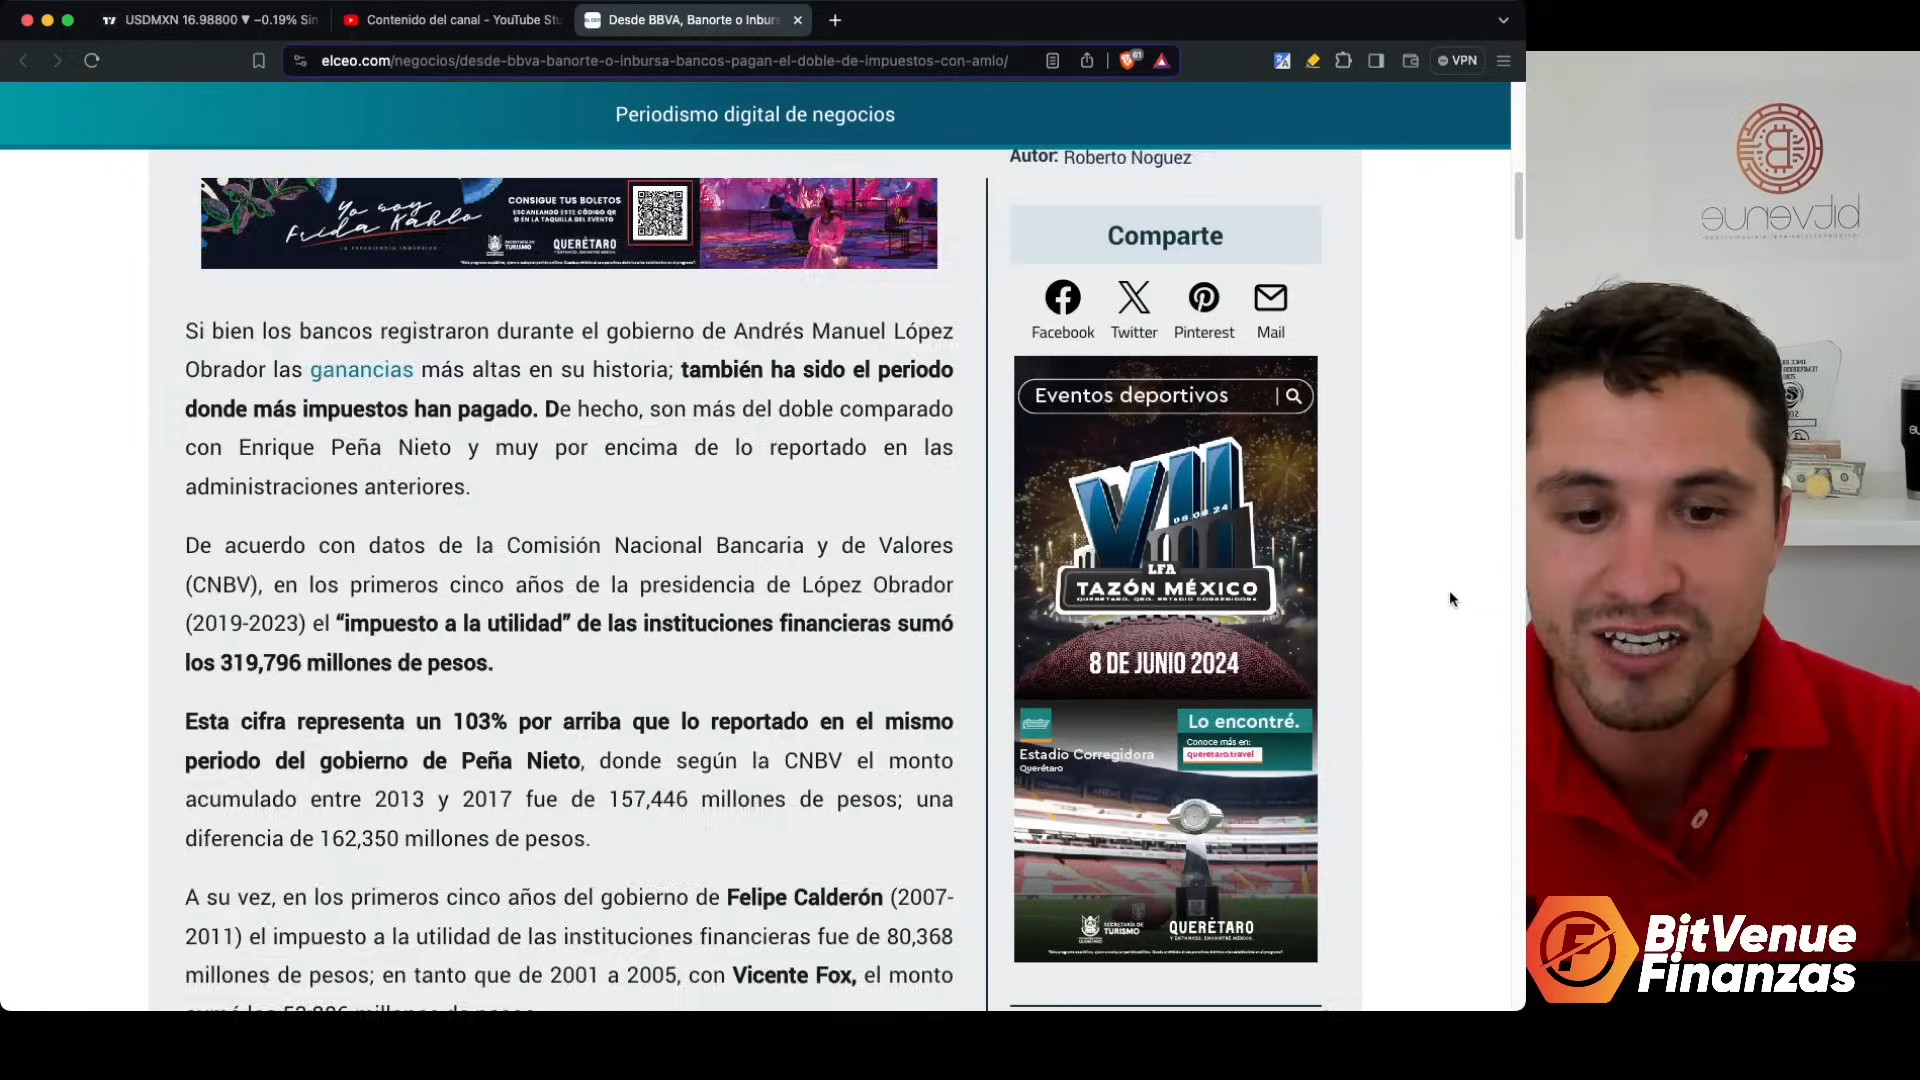 USDMXN 16.98800 ▼ −0.19% Sin
Contenido del canal - YouTube Stu
Desde BBVA, Banorte o Inbur
elceo.com/negocios/desde-bbva-banorte-o-inbursa-bancos-pagan-el-doble-de-impuestos-con-amlo/
61
VPN
Periodismo digital de negocios
Autor: Roberto Noguez
Yo soy
Frida Kahlo
CONSIGUE TUS BOLETOS
ESCANEANDO ESTE CÓDIGO QR
O EN LA TAQUILLA DEL EVENTO
SECRETARÍA DE
TURISMO
QUERÉTARO
Comparte
Facebook
Twitter
Pinterest
Mail
Si bien los bancos registraron durante el gobierno de Andrés Manuel López
Obrador las ganancias más altas en su historia; también ha sido el periodo
donde más impuestos han pagado. De hecho, son más del doble comparado
con Enrique Peña Nieto y muy por encima de lo reportado en las
administraciones anteriores.
De acuerdo con datos de la Comisión Nacional Bancaria y de Valores
(CNBV), en los primeros cinco años de la presidencia de López Obrador
(2019-2023) el “impuesto a la utilidad” de las instituciones financieras sumó
los 319,796 millones de pesos.
Esta cifra representa un 103% por arriba que lo reportado en el mismo
periodo del gobierno de Peña Nieto, donde según la CNBV el monto
acumulado entre 2013 y 2017 fue de 157,446 millones de pesos; una
diferencia de 162,350 millones de pesos.
A su vez, en los primeros cinco años del gobierno de Felipe Calderón (2007-
2011) el impuesto a la utilidad de las instituciones financieras fue de 80,368
millones de pesos; en tanto que de 2001 a 2005, con Vicente Fox, el monto
Eventos deportivos
VII
08.06.24
LFA
TAZÓN MÉXICO
QUERÉTARO, QRO. ESTADIO CORREGIDORA
8 DE JUNIO 2024
Lo encontré.
Conoce más en:
queretaro.travel
Estadio Corregidora
Querétaro
SECRETARÍA DE
TURISMO
QUERÉTARO
bitvenue
BitVenue
Finanzas